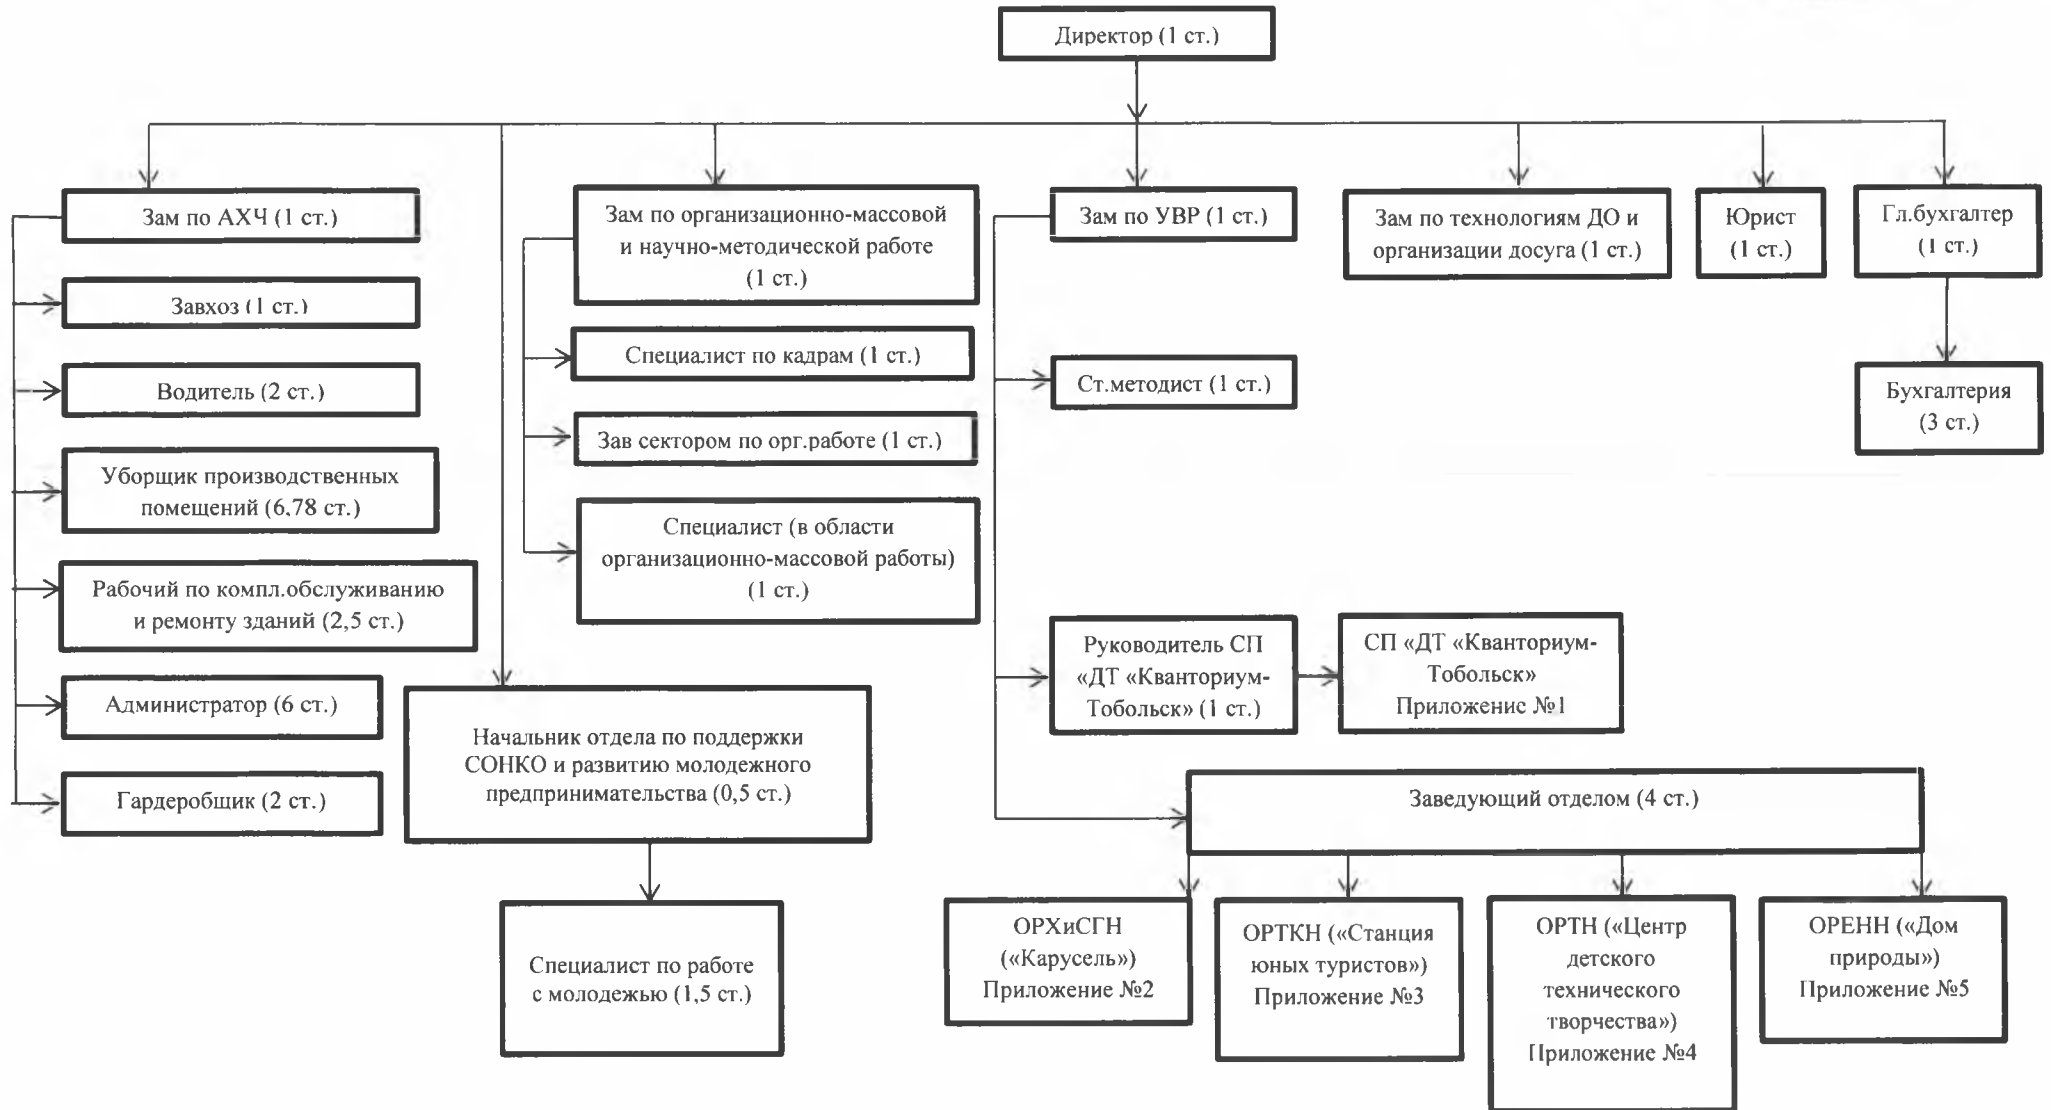 Директор (1 ст.)
Зам по АХЧ (1 ст.)
Завхоз (1 ст.)
Водитель (2 ст.)
Уборщик производственных
помещений (6,78 ст.)
Рабочий по компл.обслуживанию
и ремонту зданий (2,5 ст.)
Администратор (6 ст.)
Гардеробщик (2 ст.)
Начальник отдела по поддержки
СОНКО и развитию молодежного
предпринимательства (0,5 ст.)
Специалист по работе
с молодежью (1,5 ст.)
Зам по организационно-массовой
и научно-методической работе
(1 ст.)
Специалист по кадрам (1 ст.)
Зав сектором по орг.работе (1 ст.)
Специалист (в области
организационно-массовой работы)
(1 ст.)
Зам по УВР (1 ст.)
Ст.методист (1 ст.)
Руководитель СП
«ДТ «Кванториум-
Тобольск» (1 ст.)
СП «ДТ «Кванториум-
Тобольск»
Приложение №1
Заведующий отделом (4 ст.)
ОРХиСГН
(«Карусель»)
Приложение №2
ОРТКН («Станция
юных туристов»)
Приложение №3
ОРТН («Центр
детского
технического
творчества»)
Приложение №4
ОРЕНН («Дом
природы»)
Приложение №5
Зам по технологиям ДО и
организации досуга (1 ст.)
Юрист
(1 ст.)
Гл.бухгалтер
(1 ст.)
Бухгалтерия
(3 ст.)